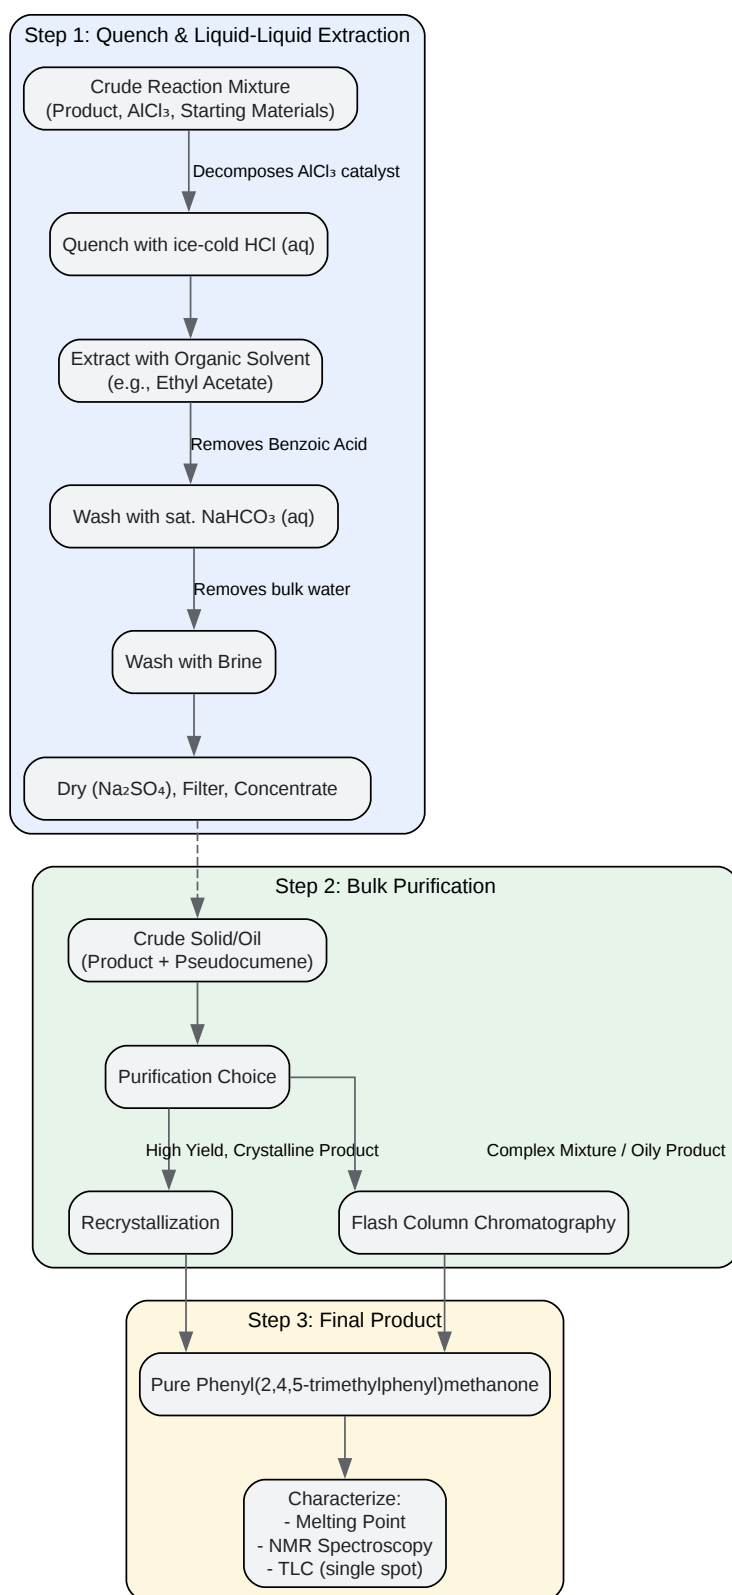 Step 1: Quench & Liquid-Liquid Extraction
Crude Reaction Mixture
(Product, AlCl₃, Starting Materials)
Decomposes AlCl₃ catalyst
Quench with ice-cold HCl (aq)
Extract with Organic Solvent
(e.g., Ethyl Acetate)
Removes Benzoic Acid
Wash with sat. NaHCO₃ (aq)
Removes bulk water
Wash with Brine
Dry (Na₂SO₄), Filter, Concentrate
Step 2: Bulk Purification
Crude Solid/Oil
(Product + Pseudocumene)
Purification Choice
High Yield, Crystalline Product
Complex Mixture / Oily Product
Recrystallization
Flash Column Chromatography
Step 3: Final Product
Pure Phenyl(2,4,5-trimethylphenyl)methanone
Characterize:
- Melting Point
- NMR Spectroscopy
- TLC (single spot)